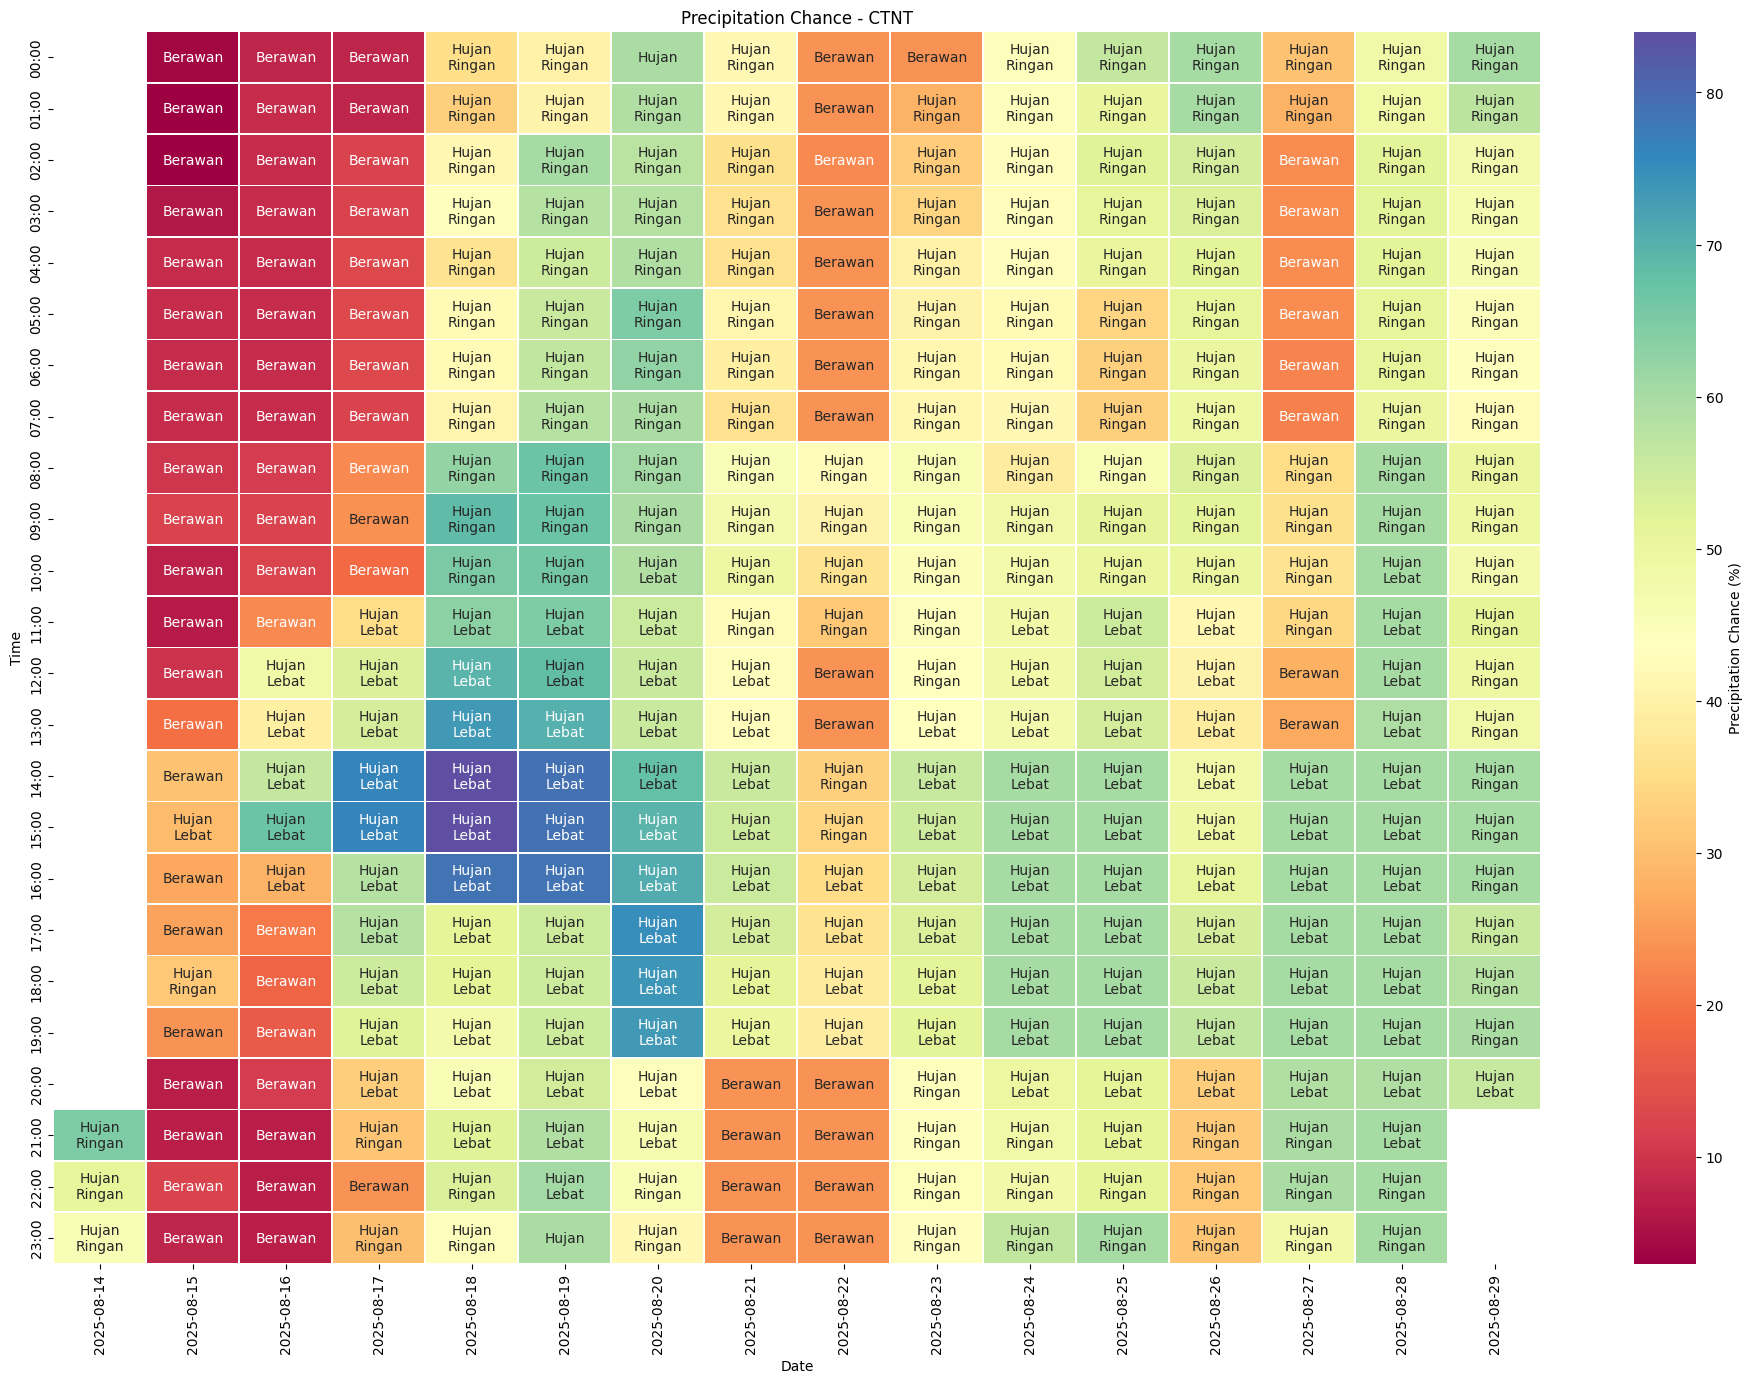 Precipitation Chance - CTNT
Time
00:00 Berawan Berawan Berawan Hujan Ringan Hujan Ringan Hujan Hujan Ringan Berawan Berawan Hujan Ringan Hujan Ringan Hujan Ringan Hujan Ringan Hujan Ringan Hujan Ringan
01:00 Berawan Berawan Berawan Hujan Ringan Hujan Ringan Hujan Ringan Hujan Ringan Berawan Hujan Ringan Hujan Ringan Hujan Ringan Hujan Ringan Hujan Ringan Hujan Ringan Hujan Ringan
02:00 Berawan Berawan Berawan Hujan Ringan Hujan Ringan Hujan Ringan Hujan Ringan Berawan Hujan Ringan Hujan Ringan Hujan Ringan Hujan Ringan Berawan Hujan Ringan Hujan Ringan
03:00 Berawan Berawan Berawan Hujan Ringan Hujan Ringan Hujan Ringan Hujan Ringan Berawan Hujan Ringan Hujan Ringan Hujan Ringan Hujan Ringan Berawan Hujan Ringan Hujan Ringan
04:00 Berawan Berawan Berawan Hujan Ringan Hujan Ringan Hujan Ringan Hujan Ringan Berawan Hujan Ringan Hujan Ringan Hujan Ringan Hujan Ringan Berawan Hujan Ringan Hujan Ringan
05:00 Berawan Berawan Berawan Hujan Ringan Hujan Ringan Hujan Ringan Hujan Ringan Berawan Hujan Ringan Hujan Ringan Hujan Ringan Hujan Ringan Berawan Hujan Ringan Hujan Ringan
06:00 Berawan Berawan Berawan Hujan Ringan Hujan Ringan Hujan Ringan Hujan Ringan Berawan Hujan Ringan Hujan Ringan Hujan Ringan Hujan Ringan Berawan Hujan Ringan Hujan Ringan
07:00 Berawan Berawan Berawan Hujan Ringan Hujan Ringan Hujan Ringan Hujan Ringan Berawan Hujan Ringan Hujan Ringan Hujan Ringan Hujan Ringan Berawan Hujan Ringan Hujan Ringan
08:00 Berawan Berawan Berawan Hujan Ringan Hujan Ringan Hujan Ringan Hujan Ringan Hujan Ringan Hujan Ringan Hujan Ringan Hujan Ringan Hujan Ringan Hujan Ringan Hujan Ringan Hujan Ringan
09:00 Berawan Berawan Berawan Hujan Ringan Hujan Ringan Hujan Ringan Hujan Ringan Hujan Ringan Hujan Ringan Hujan Ringan Hujan Ringan Hujan Ringan Hujan Ringan Hujan Ringan Hujan Ringan
10:00 Berawan Berawan Berawan Hujan Ringan Hujan Ringan Hujan Lebat Hujan Ringan Hujan Ringan Hujan Ringan Hujan Ringan Hujan Ringan Hujan Ringan Hujan Ringan Hujan Lebat Hujan Ringan
11:00 Berawan Berawan Hujan Lebat Hujan Lebat Hujan Lebat Hujan Lebat Hujan Ringan Hujan Ringan Hujan Ringan Hujan Lebat Hujan Lebat Hujan Lebat Hujan Ringan Hujan Lebat Hujan Ringan
12:00 Berawan Hujan Lebat Hujan Lebat Hujan Lebat Hujan Lebat Hujan Lebat Hujan Lebat Berawan Hujan Ringan Hujan Lebat Hujan Lebat Hujan Lebat Berawan Hujan Lebat Hujan Ringan
13:00 Berawan Hujan Lebat Hujan Lebat Hujan Lebat Hujan Lebat Hujan Lebat Hujan Lebat Berawan Hujan Lebat Hujan Lebat Hujan Lebat Hujan Lebat Berawan Hujan Lebat Hujan Ringan
14:00 Berawan Hujan Lebat Hujan Lebat Hujan Lebat Hujan Lebat Hujan Lebat Hujan Lebat Hujan Ringan Hujan Lebat Hujan Lebat Hujan Lebat Hujan Lebat Hujan Lebat Hujan Lebat Hujan Ringan
15:00 Hujan Lebat Hujan Lebat Hujan Lebat Hujan Lebat Hujan Lebat Hujan Lebat Hujan Lebat Hujan Ringan Hujan Lebat Hujan Lebat Hujan Lebat Hujan Lebat Hujan Lebat Hujan Lebat Hujan Ringan
16:00 Berawan Hujan Lebat Hujan Lebat Hujan Lebat Hujan Lebat Hujan Lebat Hujan Lebat Hujan Lebat Hujan Lebat Hujan Lebat Hujan Lebat Hujan Lebat Hujan Lebat Hujan Lebat Hujan Ringan
17:00 Berawan Berawan Hujan Lebat Hujan Lebat Hujan Lebat Hujan Lebat Hujan Lebat Hujan Lebat Hujan Lebat Hujan Lebat Hujan Lebat Hujan Lebat Hujan Lebat Hujan Lebat Hujan Ringan
18:00 Hujan Ringan Berawan Hujan Lebat Hujan Lebat Hujan Lebat Hujan Lebat Hujan Lebat Hujan Lebat Hujan Lebat Hujan Lebat Hujan Lebat Hujan Lebat Hujan Lebat Hujan Lebat Hujan Ringan
19:00 Berawan Berawan Hujan Lebat Hujan Lebat Hujan Lebat Hujan Lebat Hujan Lebat Hujan Lebat Hujan Lebat Hujan Lebat Hujan Lebat Hujan Lebat Hujan Lebat Hujan Lebat Hujan Ringan
20:00 Berawan Berawan Hujan Lebat Hujan Lebat Hujan Lebat Hujan Lebat Berawan Berawan Hujan Ringan Hujan Lebat Hujan Lebat Hujan Lebat Hujan Lebat Hujan Lebat Hujan Lebat
21:00 Hujan Ringan Berawan Berawan Hujan Ringan Hujan Lebat Hujan Lebat Hujan Lebat Berawan Berawan Hujan Ringan Hujan Ringan Hujan Lebat Hujan Ringan Hujan Ringan Hujan Lebat
22:00 Hujan Ringan Berawan Berawan Berawan Hujan Ringan Hujan Lebat Hujan Ringan Berawan Berawan Hujan Ringan Hujan Ringan Hujan Ringan Hujan Ringan Hujan Ringan Hujan Ringan
23:00 Hujan Ringan Berawan Berawan Hujan Ringan Hujan Ringan Hujan Hujan Ringan Berawan Berawan Hujan Ringan Hujan Ringan Hujan Ringan Hujan Ringan Hujan Ringan Hujan Ringan
2025-08-14 2025-08-15 2025-08-16 2025-08-17 2025-08-18 2025-08-19 2025-08-20 2025-08-21 2025-08-22 2025-08-23 2025-08-24 2025-08-25 2025-08-26 2025-08-27 2025-08-28 2025-08-29
Date
80
70
60
50
40
30
20
10
Precipitation Chance (%)